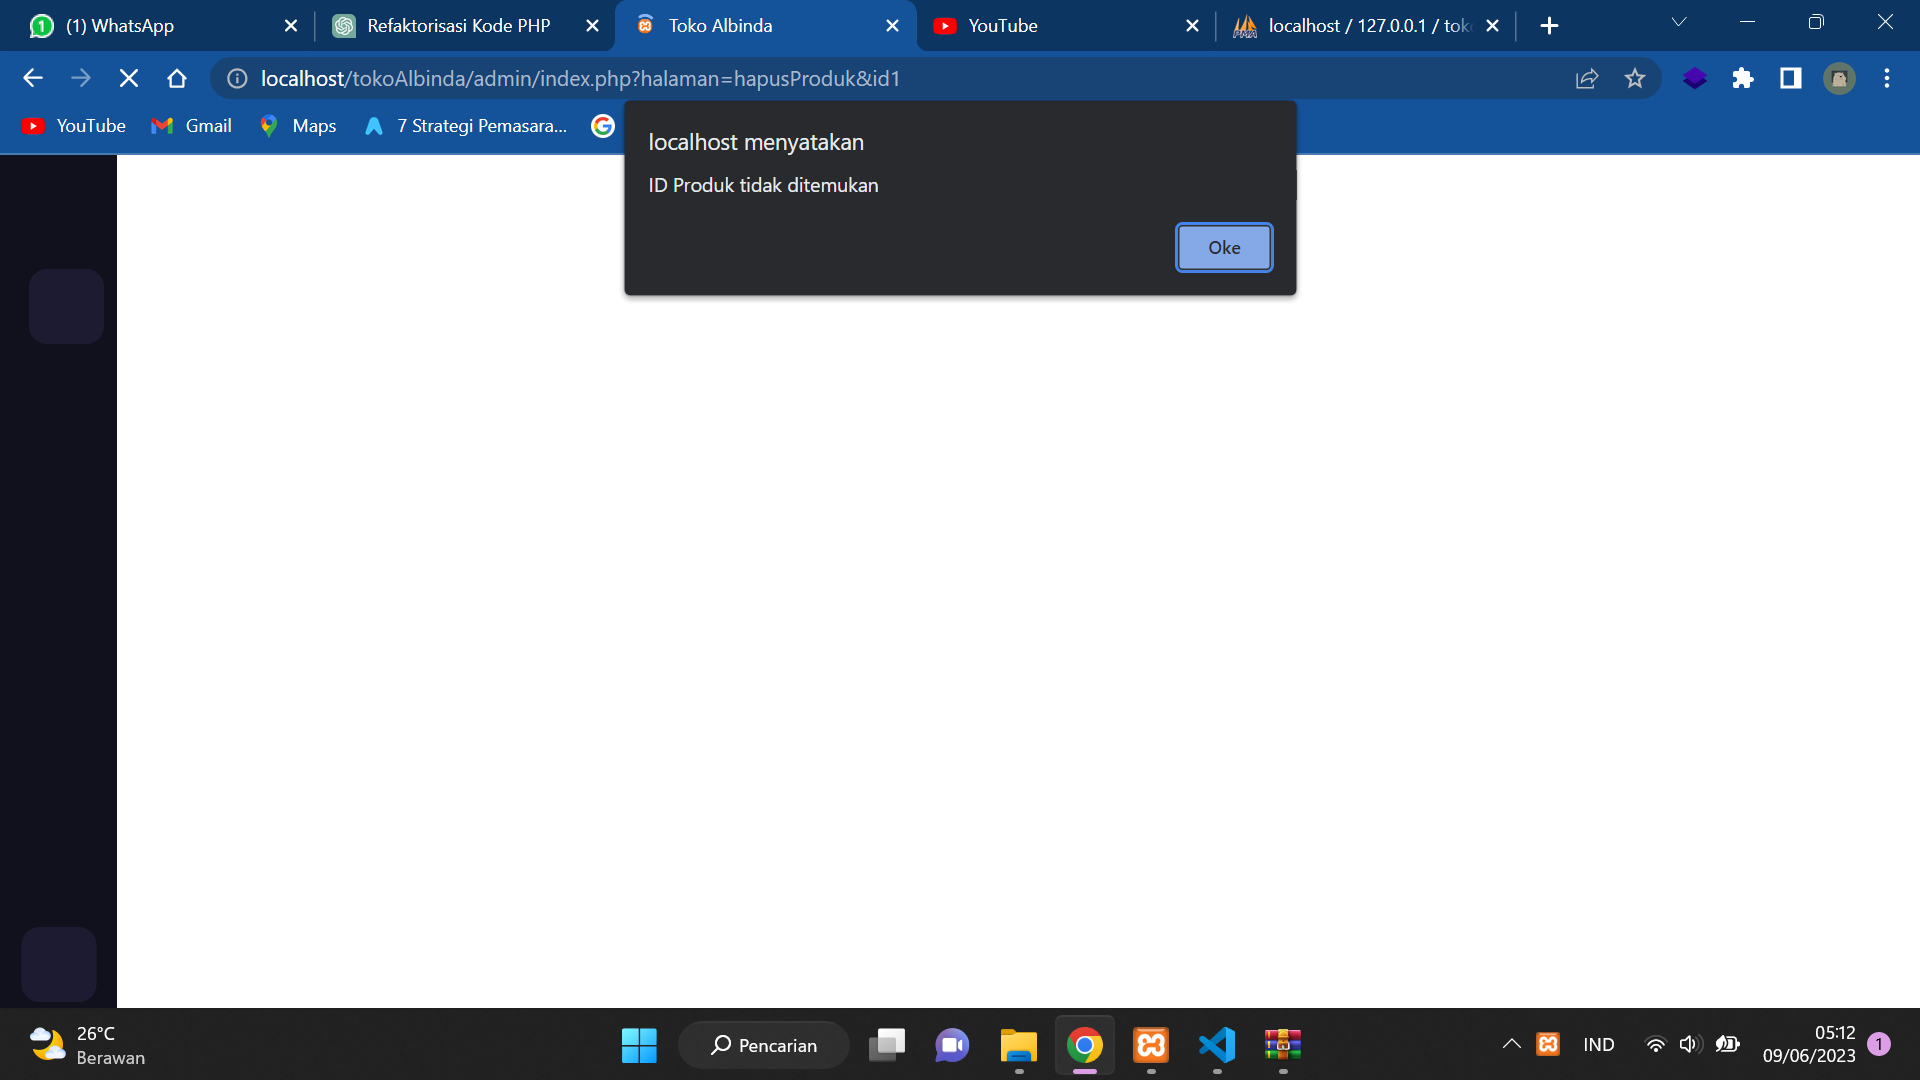 (1) WhatsApp
Refaktorisasi Kode PHP
Toko Albinda
YouTube
localhost / 127.0.0.1 / tok
localhost/tokoAlbinda/admin/index.php?halaman=hapusProduk&id1
YouTube
Gmail
Maps
7 Strategi Pemasara...
localhost menyatakan
ID Produk tidak ditemukan
Oke
26°C
Berawan
Pencarian
IND
05:12
09/06/2023
1